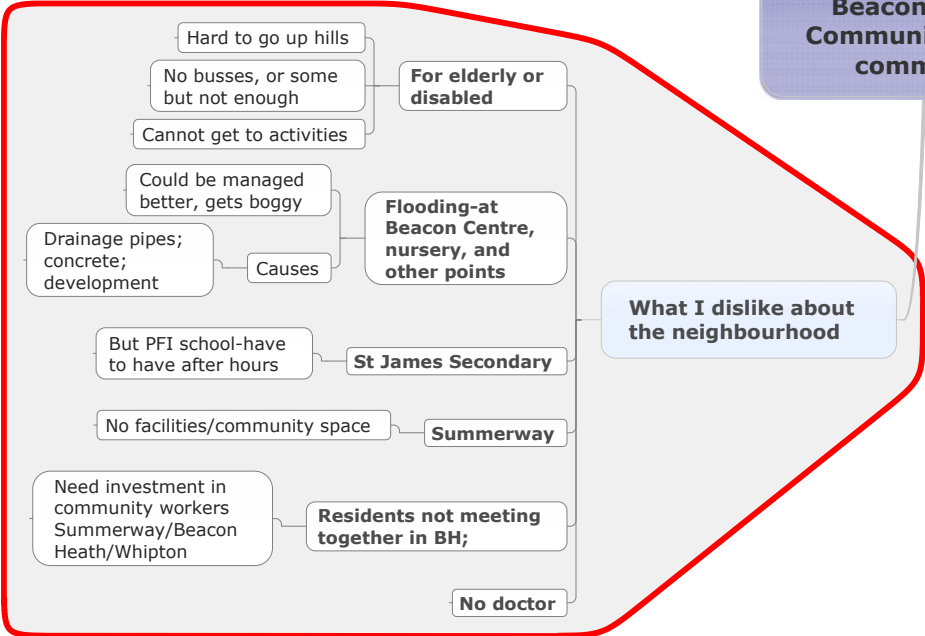 Beacon
Communi
comm
Hard to go up hills
No busses, or some
but not enough
Cannot get to activities
For elderly or
disabled
Could be managed
better, gets boggy
Drainage pipes;
concrete;
development
Causes
Flooding-at
Beacon Centre,
nursery, and
other points
What I dislike about
the neighbourhood
But PFI school-have
to have after hours
St James Secondary
No facilities/community space
Summerway
Need investment in
community workers
Summerway/Beacon
Heath/Whipton
Residents not meeting
together in BH;
No doctor